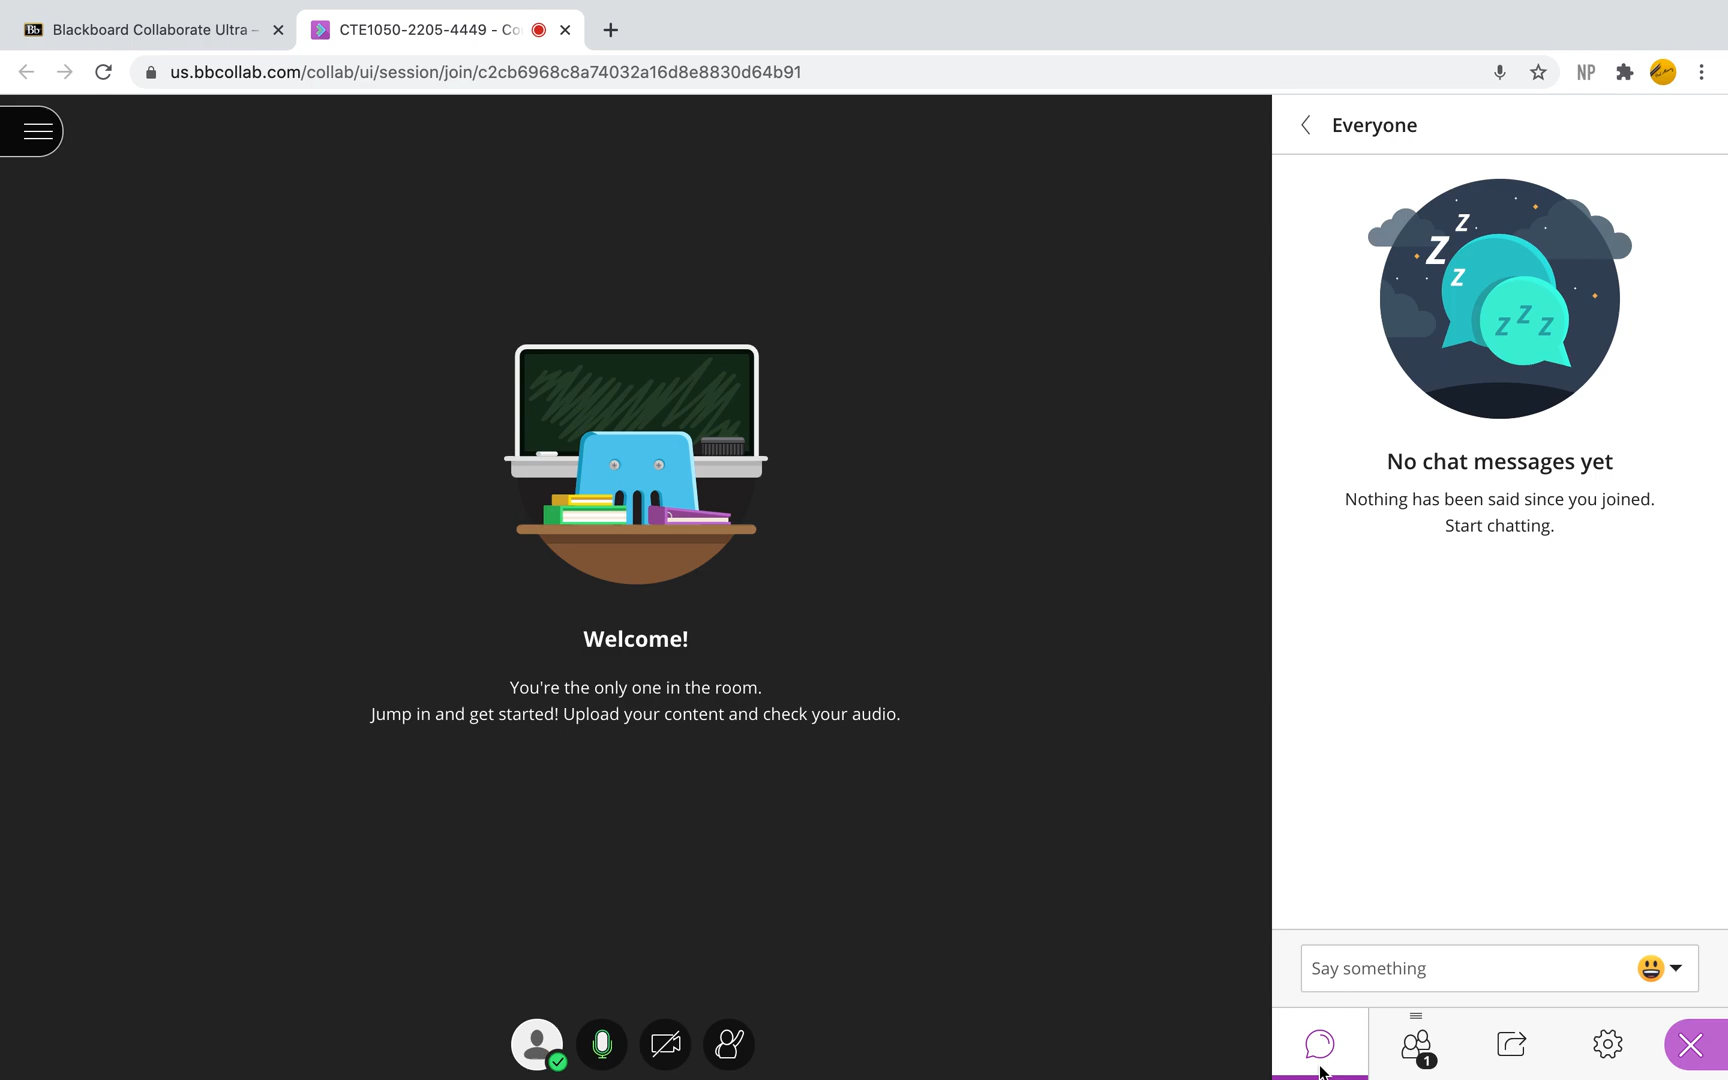 Bb Blackboard Collaborate Ultra –
CTE1050-2205-4449 - Co
us.bbcollab.com/collab/ui/session/join/c2cb6968c8a74032a16d8e8830d64b91
NP
Everyone
Z
Z
Z
Z Z Z
No chat messages yet
Nothing has been said since you joined.
Start chatting.
Welcome!
You're the only one in the room.
Jump in and get started! Upload your content and check your audio.
Say something
1